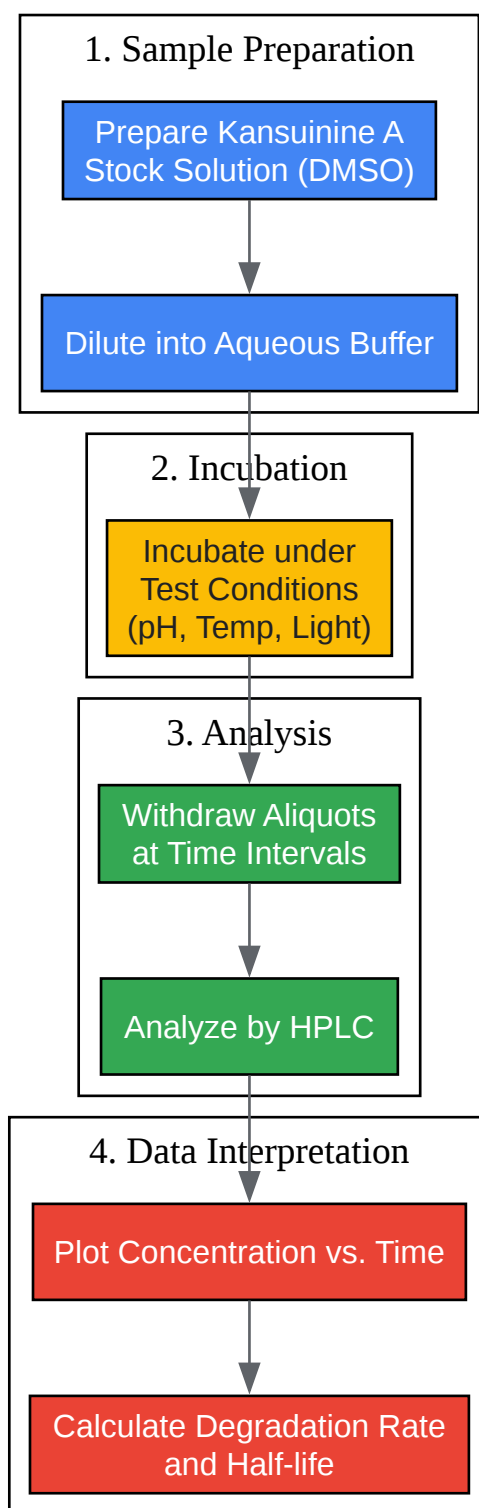 1. Sample Preparation
Prepare Kansuinine A
Stock Solution (DMSO)
Dilute into Aqueous Buffer
2. Incubation
Incubate under
Test Conditions
(pH, Temp, Light)
3. Analysis
Withdraw Aliquots
at Time Intervals
Analyze by HPLC
4. Data Interpretation
Plot Concentration vs. Time
Calculate Degradation Rate
and Half-life